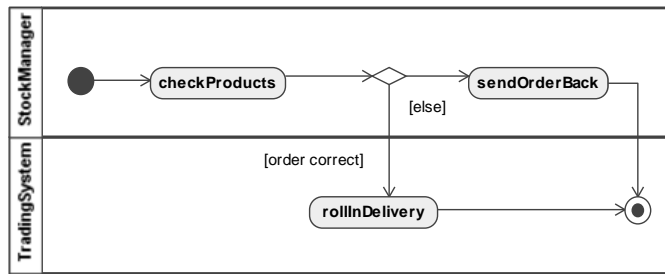 StockManager
checkProducts
sendOrderBack
[else]
[order correct]
TradingSystem
rollInDelivery